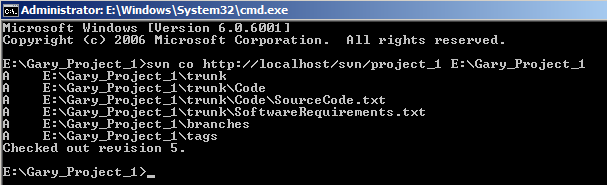 Administrator: E:\Windows\System32\cmd.exe
Microsoft Windows [Version 6.0.6001]
Copyright (c) 2006 Microsoft Corporation.  All rights reserved.
E:\Gary_Project_1>svn co http://localhost/svn/project_1 E:\Gary_Project_1
A    E:\Gary_Project_1\trunk
A    E:\Gary_Project_1\trunk\Code
A    E:\Gary_Project_1\trunk\Code\SourceCode.txt
A    E:\Gary_Project_1\trunk\SoftwareRequirements.txt
A    E:\Gary_Project_1\branches
A    E:\Gary_Project_1\tags
Checked out revision 5.
E:\Gary_Project_1>_